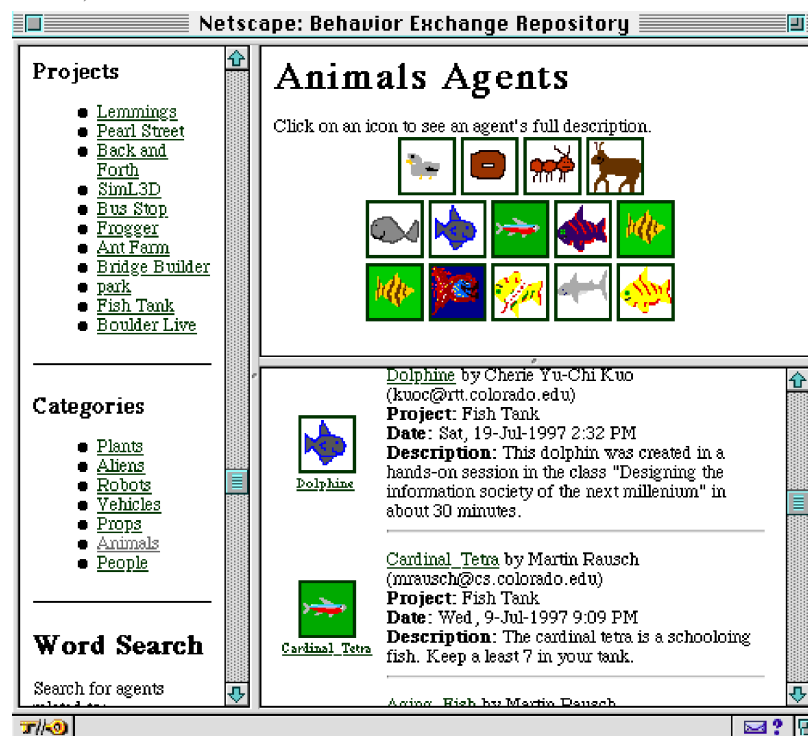 Netscape: Behavior Exchange Repository
Projects
Lemmings
Pearl Street
Back and
Forth
SimL3D
Bus Stop
Frogger
Ant Farm
Bridge Builder
park
Fish Tank
Boulder Live
Categories
Plants
Aliens
Robots
Vehicles
Props
Animals
People
Word Search
Search for agents
Animals Agents
Click on an icon to see an agent's full description.
Dolphine
Dolphine by Cherie Yu-Chi Kuo
(kuoc@rtt.colorado.edu)
Project: Fish Tank
Date: Sat, 19-Jul-1997 2:32 PM
Description: This dolphin was created in a
hands-on session in the class "Designing the
information society of the next millenium" in
about 30 minutes.
Cardinal_Tetra
Cardinal_Tetra by Martin Rausch
(mrausch@cs.colorado.edu)
Project: Fish Tank
Date: Wed, 9-Jul-1997 9:09 PM
Description: The cardinal tetra is a schooloing
fish. Keep a least 7 in your tank.
Aging_Fish by Martin Rausch
?